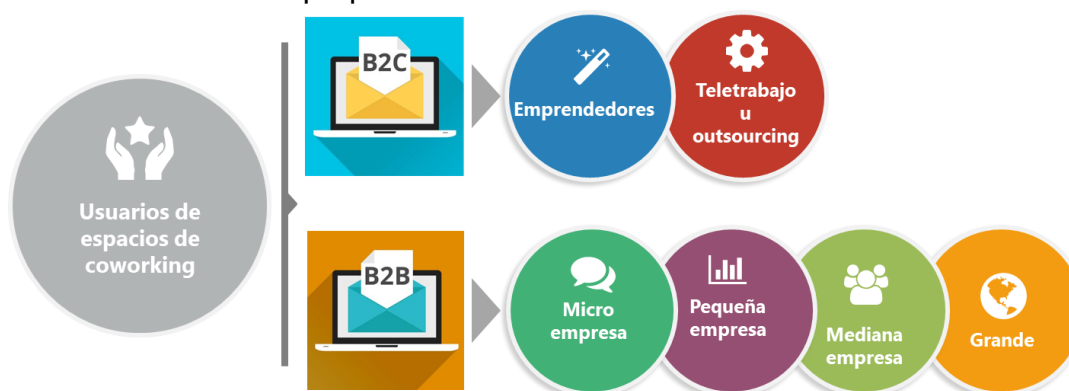 Usuarios de
espacios de
coworking
B2C
Emprendedores
Teletrabajo
u
outsourcing
B2B
Micro
empresa
Pequeña
empresa
Mediana
empresa
Grande